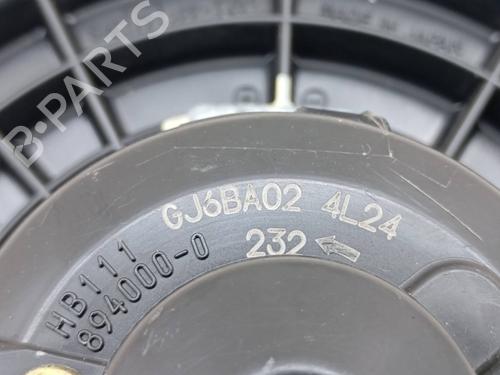 MADE IN JAPAN
B-PARTS
GJ6BA02 4L24
232 ←
HB111
894000-0